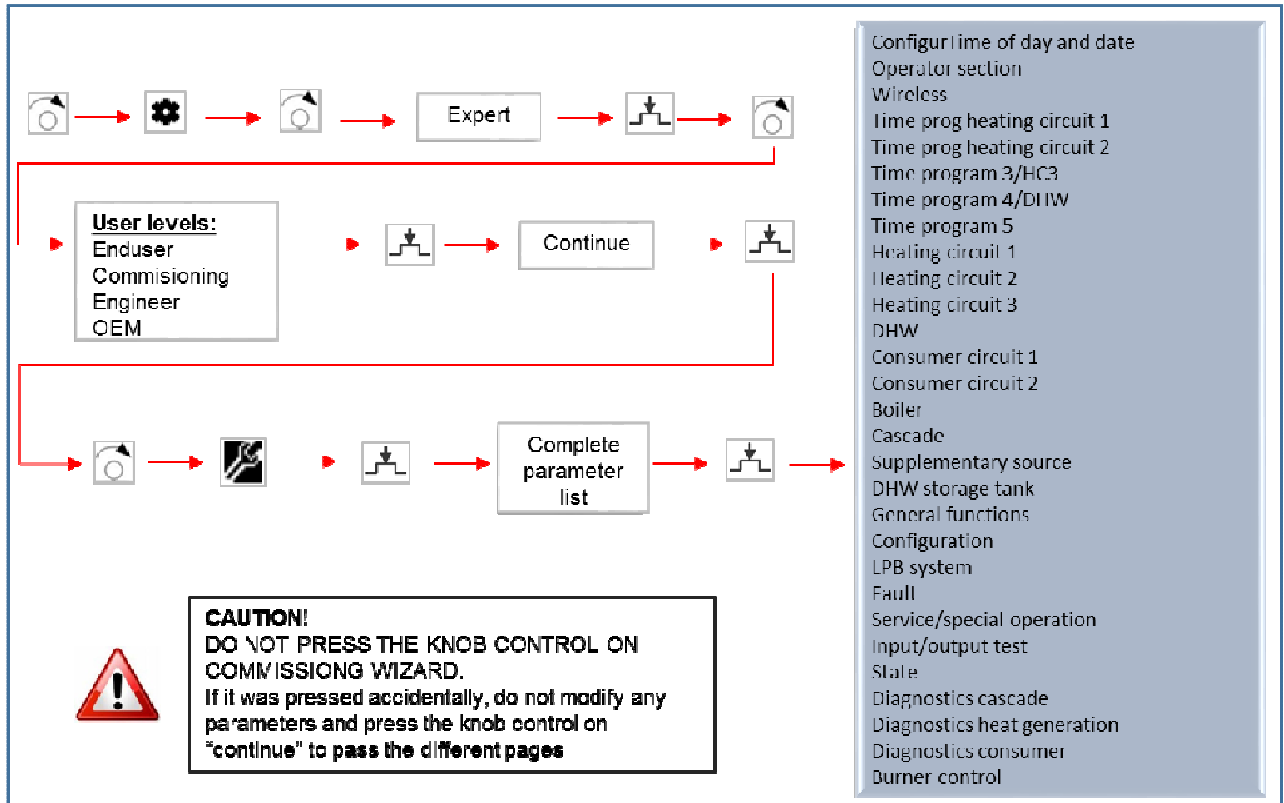 Expert
User levels:
Enduser
Commisioning
Engineer
OEM
Continue
Complete
parameter
list
CAUTION!
DO NOT PRESS THE KNOB CONTROL ON
COMMISSIONG WIZARD.
If it was pressed accidentally, do not modify any
parameters and press the knob control on
"continue" to pass the different pages
ConfigurTime of day and date
Operator section
Wireless
Time prog heating circuit 1
Time prog heating circuit 2
Time program 3/HC3
Time program 4/DHW
Time program 5
Heating circuit 1
Heating circuit 2
Heating circuit 3
DHW
Consumer circuit 1
Consumer circuit 2
Boiler
Cascade
Supplementary source
DHW storage tank
General functions
Configuration
LPB system
Fault
Service/special operation
Input/output test
State
Diagnostics cascade
Diagnostics heat generation
Diagnostics consumer
Burner control